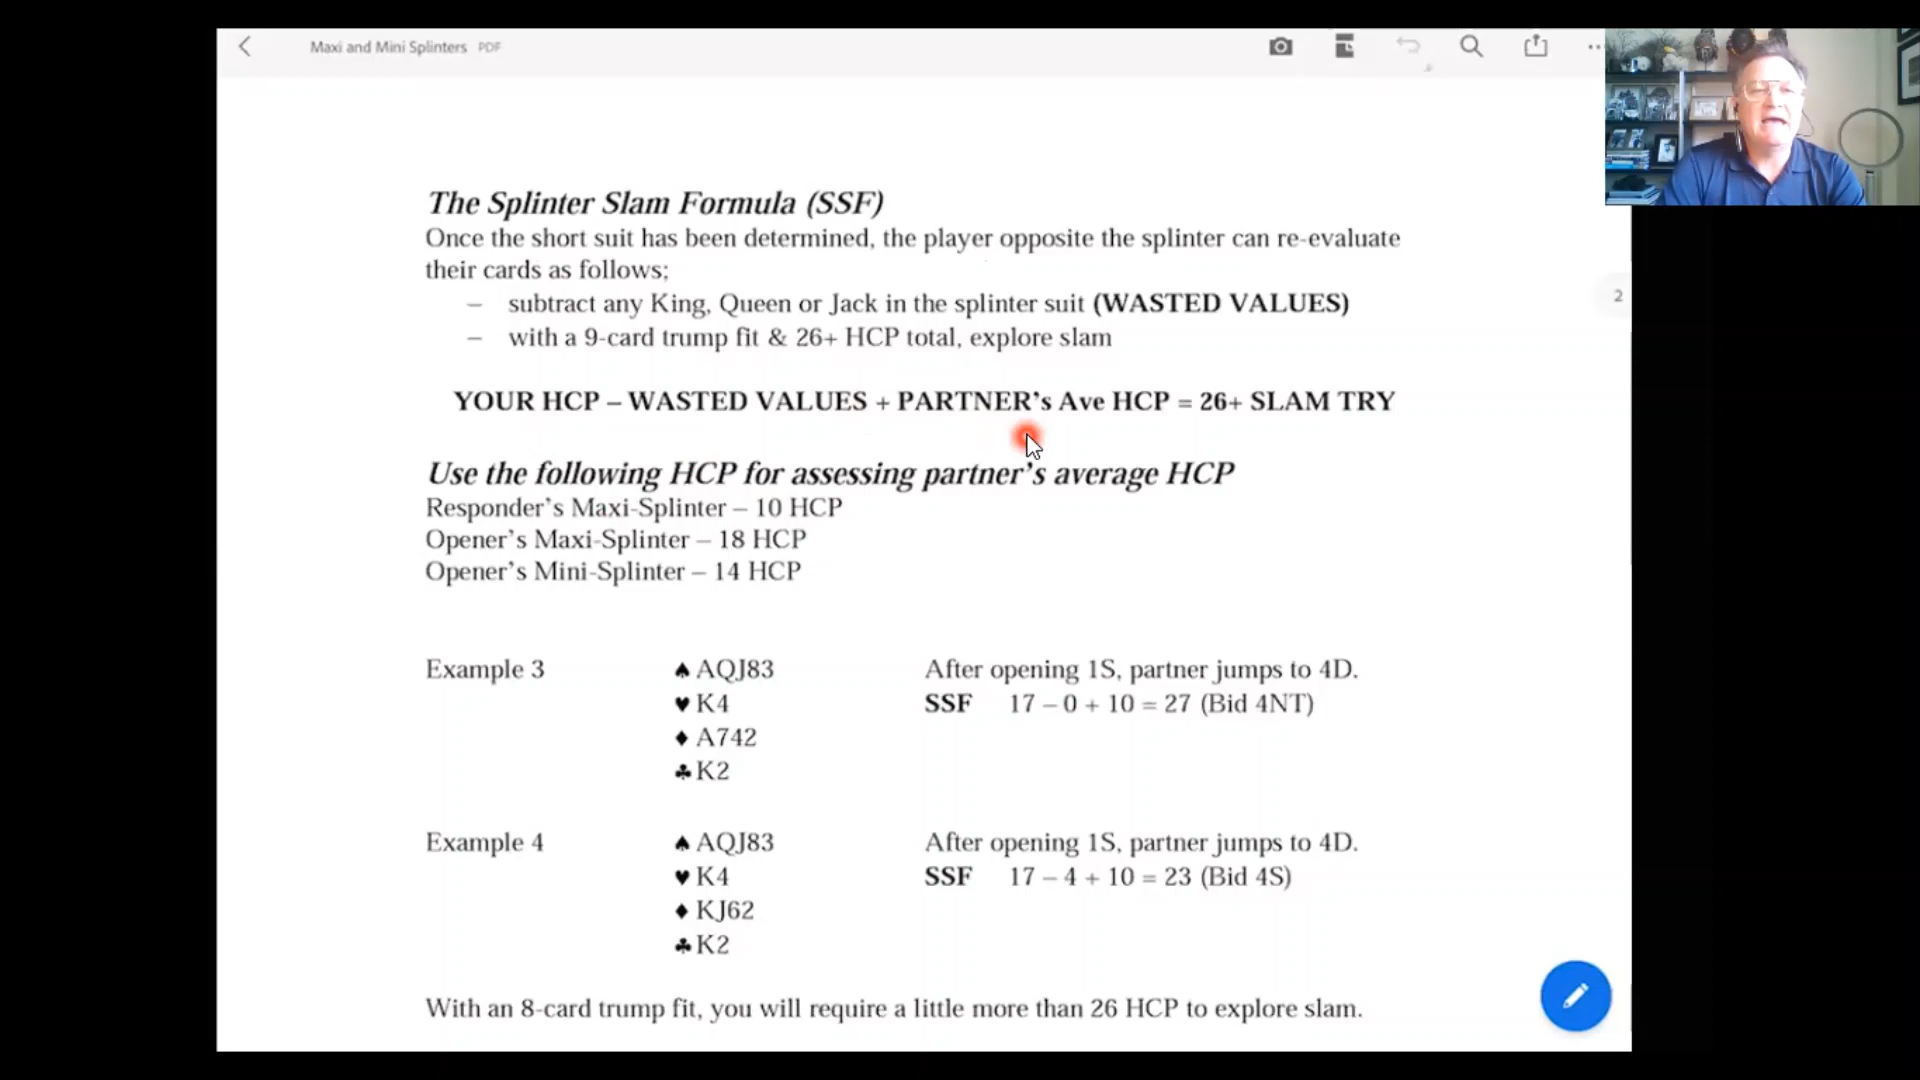 Maxi and Mini Splinters PDF
The Splinter Slam Formula (SSF)
Once the short suit has been determined, the player opposite the splinter can re-evaluate
their cards as follows;
– subtract any King, Queen or Jack in the splinter suit (WASTED VALUES)
– with a 9-card trump fit & 26+ HCP total, explore slam
2
YOUR HCP – WASTED VALUES + PARTNER's Ave HCP = 26+ SLAM TRY
Use the following HCP for assessing partner's average HCP
Responder's Maxi-Splinter – 10 HCP
Opener's Maxi-Splinter – 18 HCP
Opener's Mini-Splinter – 14 HCP
Example 3 ♠ AQJ83 After opening 1S, partner jumps to 4D.
♥ K4 SSF 17 – 0 + 10 = 27 (Bid 4NT)
♦ A742
♣ K2
Example 4 ♠ AQJ83 After opening 1S, partner jumps to 4D.
♥ K4 SSF 17 – 4 + 10 = 23 (Bid 4S)
♦ KJ62
♣ K2
With an 8-card trump fit, you will require a little more than 26 HCP to explore slam.